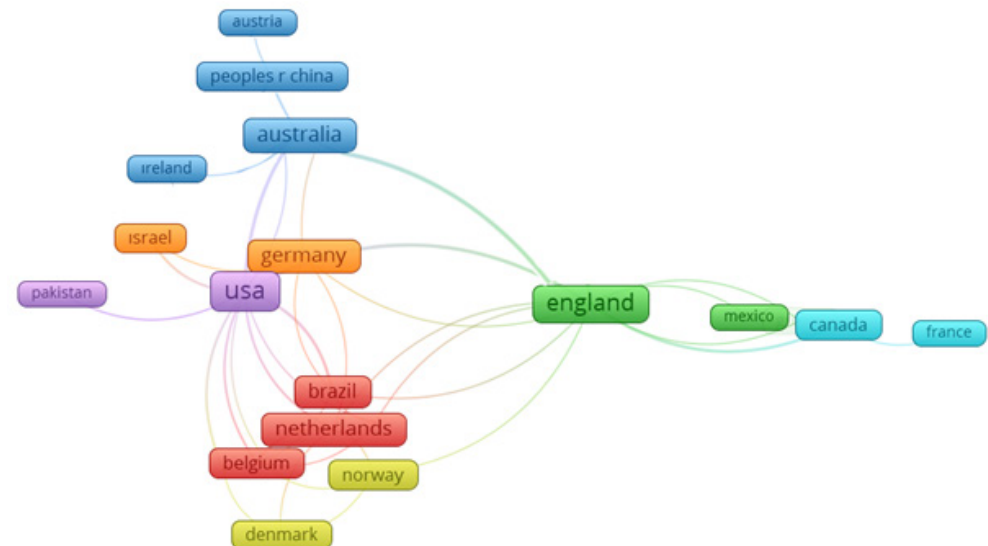 austria
peoples r china
australia
ıreland
ısrael
germany
usa
pakistan
england
mexico
canada
france
brazil
netherlands
belgium
norway
denmark